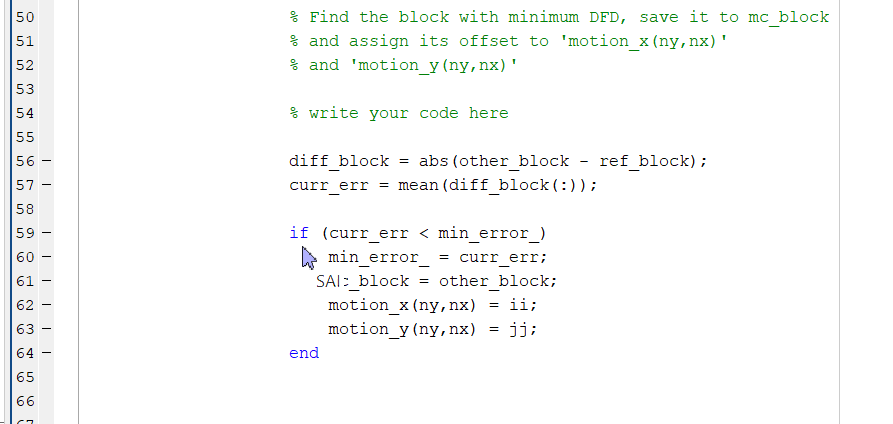 50 % Find the block with minimum DFD, save it to mc_block
51 % and assign its offset to 'motion_x(ny,nx)'
52 % and 'motion_y(ny,nx)'
53
54 % write your code here
55
56 – diff_block = abs(other_block - ref_block);
57 – curr_err = mean(diff_block(:));
58
59 – if (curr_err < min_error_)
60 – min_error_ = curr_err;
61 – SAI _block = other_block;
62 – motion_x(ny,nx) = ii;
63 – motion_y(ny,nx) = jj;
64 – end
65
66